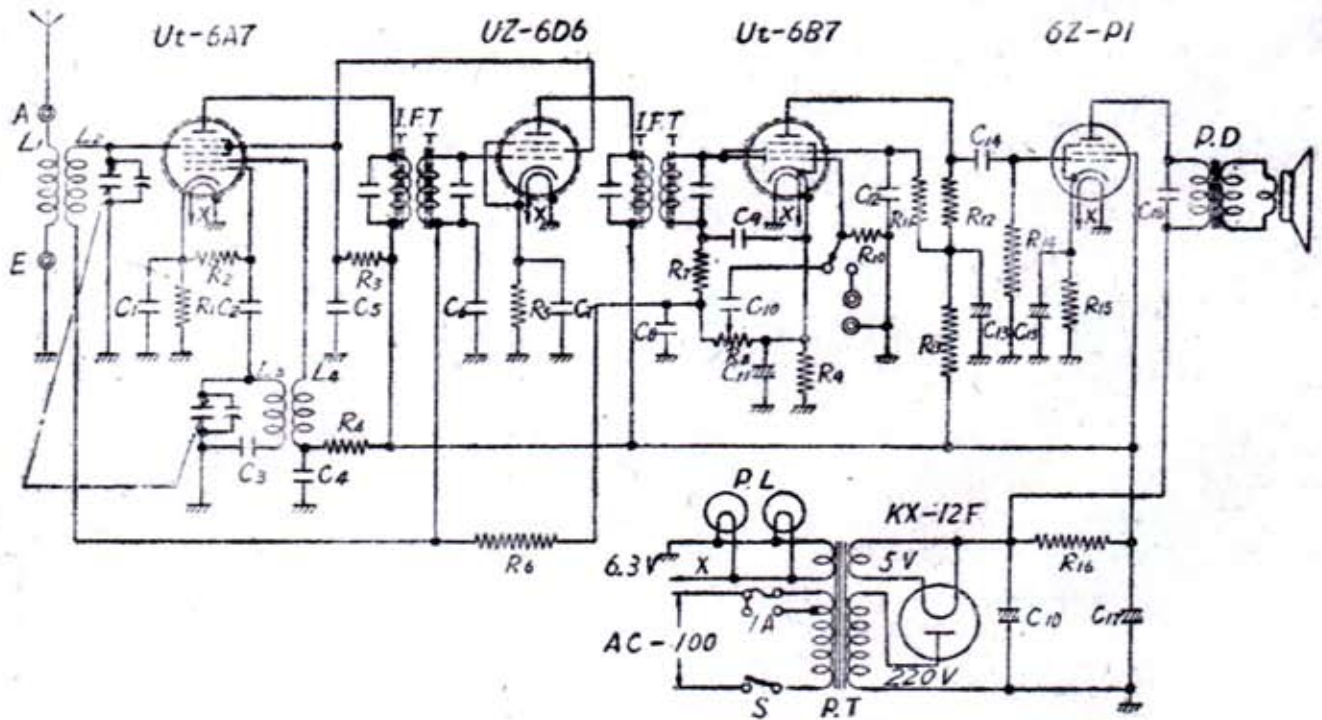 Ut-6A7
UZ-6D6
Ut-6B7
6Z-P1
A
L1
L2
I.F.T
I.F.T
C14
P.D
X
X
X
C12
R11
R12
C9
E
R2
R3
R7
R10
R14
C1
R1
C2
C5
C6
R5
C10
C8
R8
C11
R4
R13
C13
C15
R15
L3
L4
R4
C3
C4
P.L
KX-12F
R6
6.3V
X
5V
R16
1A
C10
C17
AC-100
220V
S
P.T